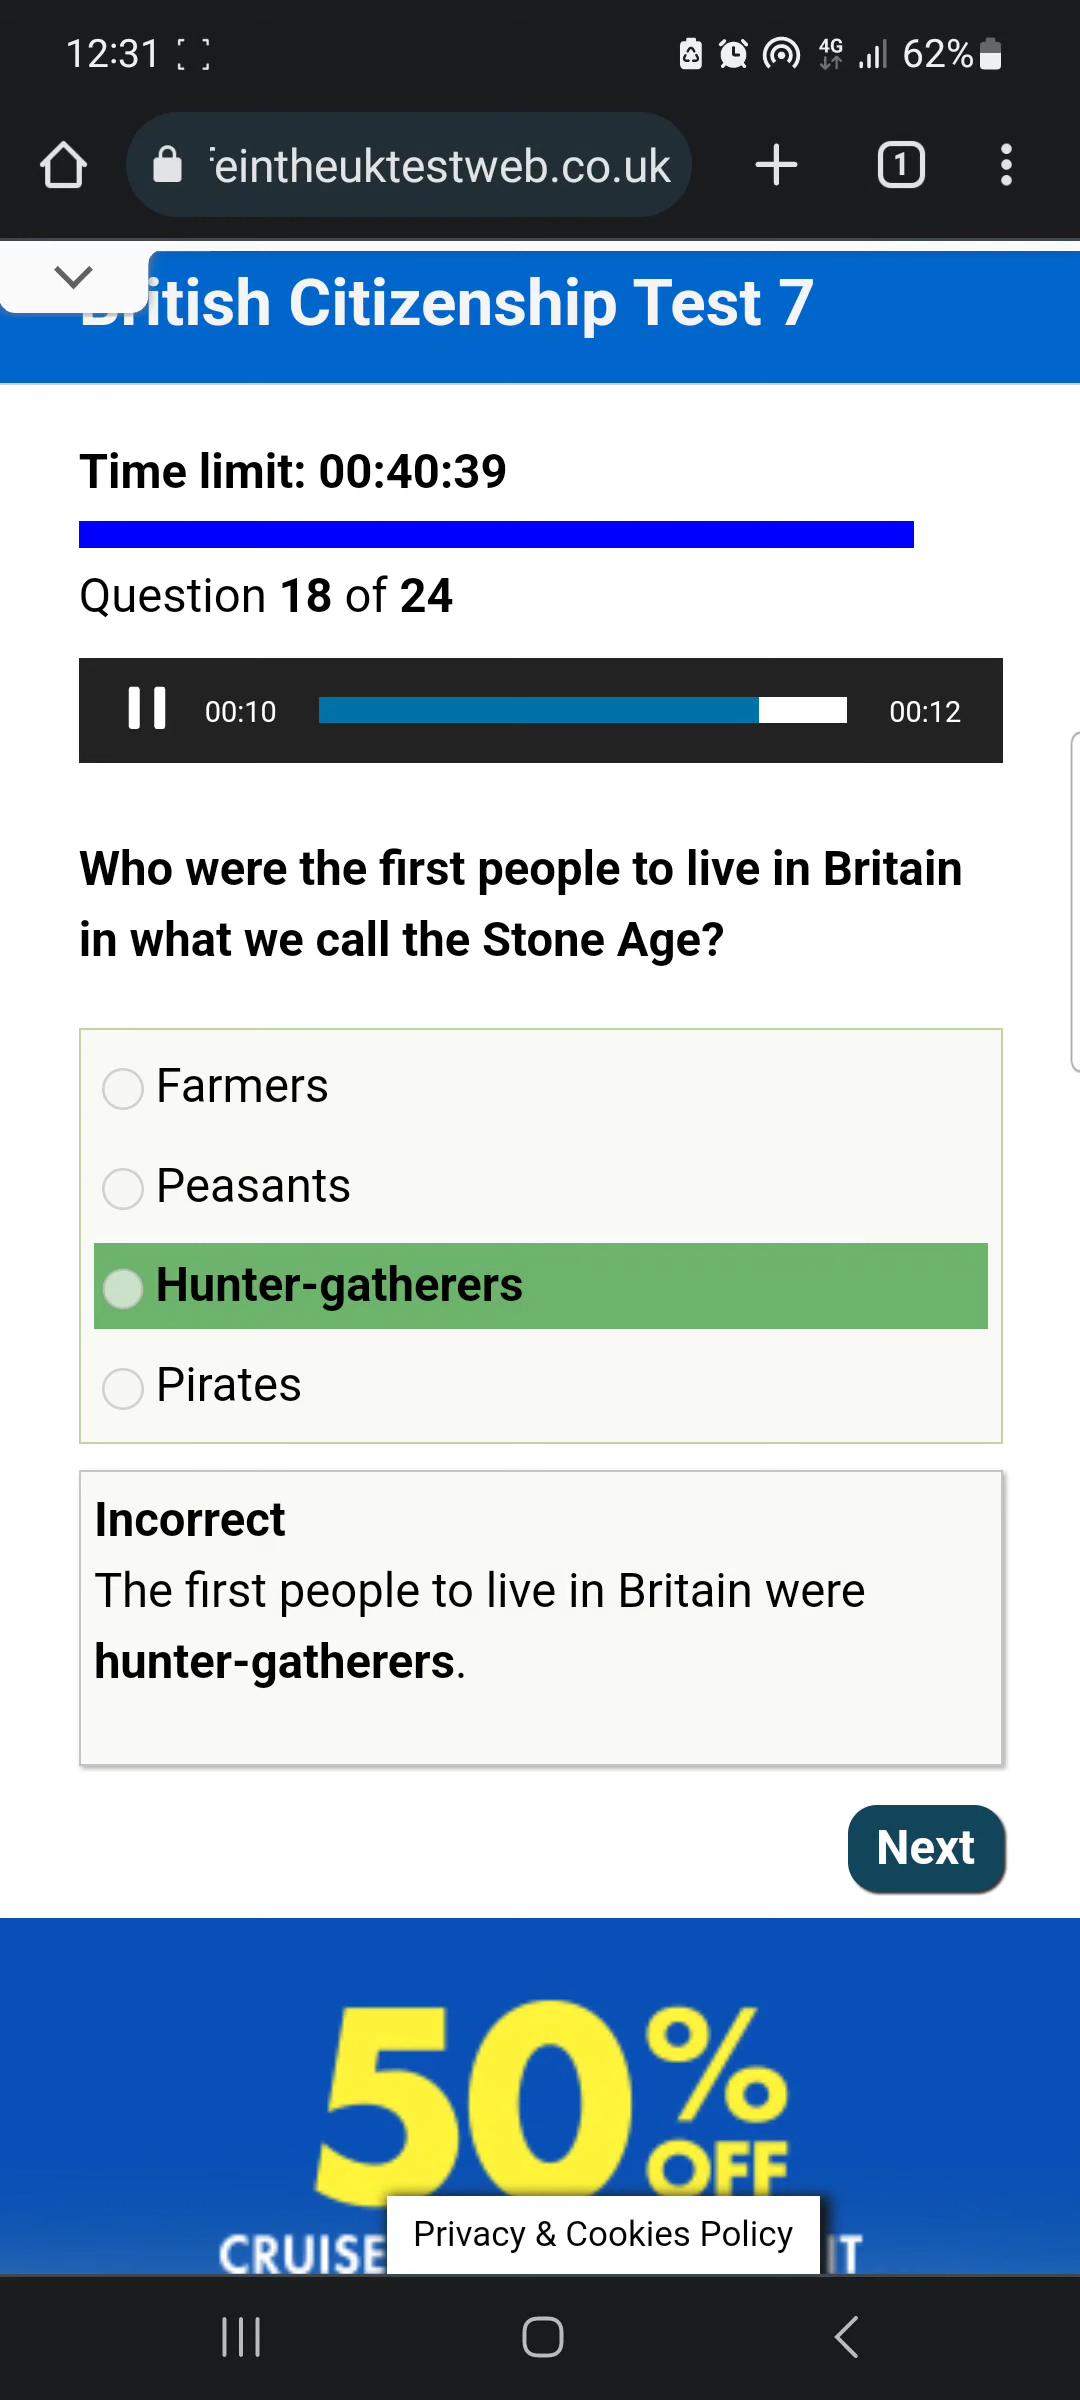 12:31
4G
62%
feintheuktestweb.co.uk
1
British Citizenship Test 7
Time limit: 00:40:39
Question 18 of 24
00:10
00:12
Who were the first people to live in Britain
in what we call the Stone Age?
Farmers
Peasants
Hunter-gatherers
Pirates
Incorrect
The first people to live in Britain were
hunter-gatherers.
Next
50%
OFF
CRUISE
Privacy & Cookies Policy
IT